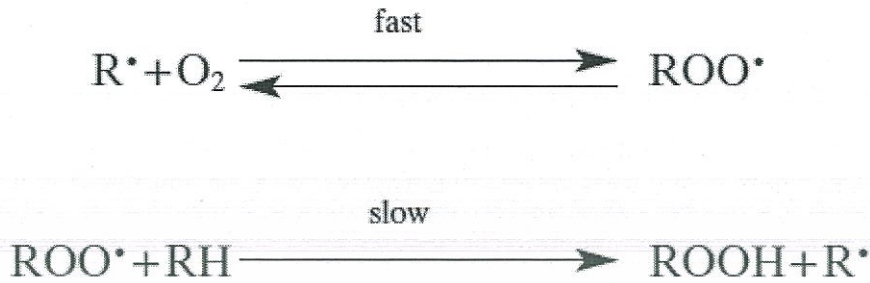 fast
R•+O₂ ⇌ ROO•
slow
ROO•+RH ⟶ ROOH+R•